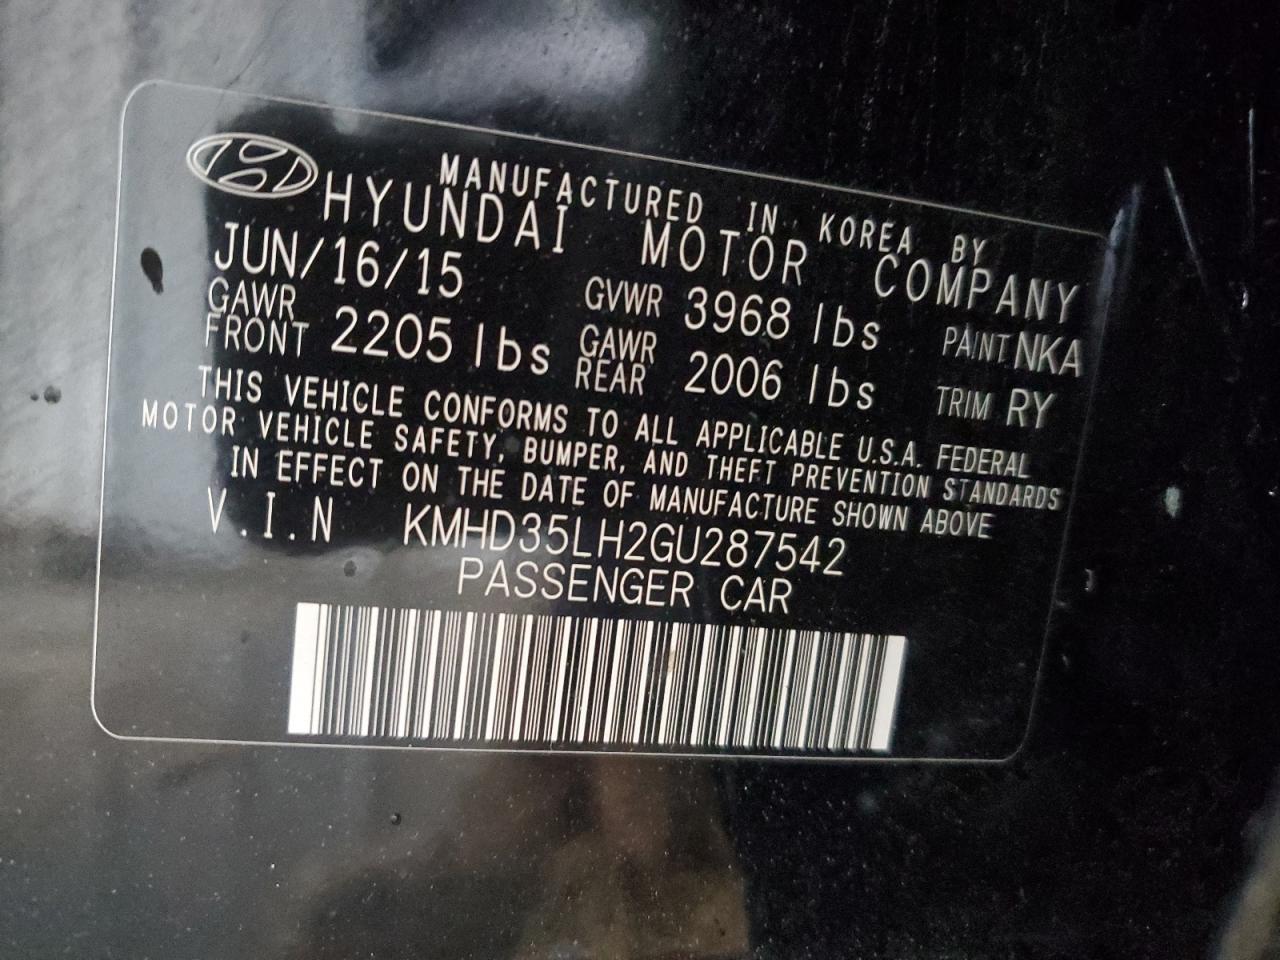 MANUFACTURED IN KOREA BY
HYUNDAI MOTOR COMPANY
JUN/16/15 GVWR 3968 lbs PAINT NKA
GAWR FRONT 2205 lbs GAWR REAR 2006 lbs TRIM RY
THIS VEHICLE CONFORMS TO ALL APPLICABLE U.S.A. FEDERAL
MOTOR VEHICLE SAFETY, BUMPER, AND THEFT PREVENTION STANDARDS
IN EFFECT ON THE DATE OF MANUFACTURE SHOWN ABOVE
V.I.N KMHD35LH2GU287542
PASSENGER CAR